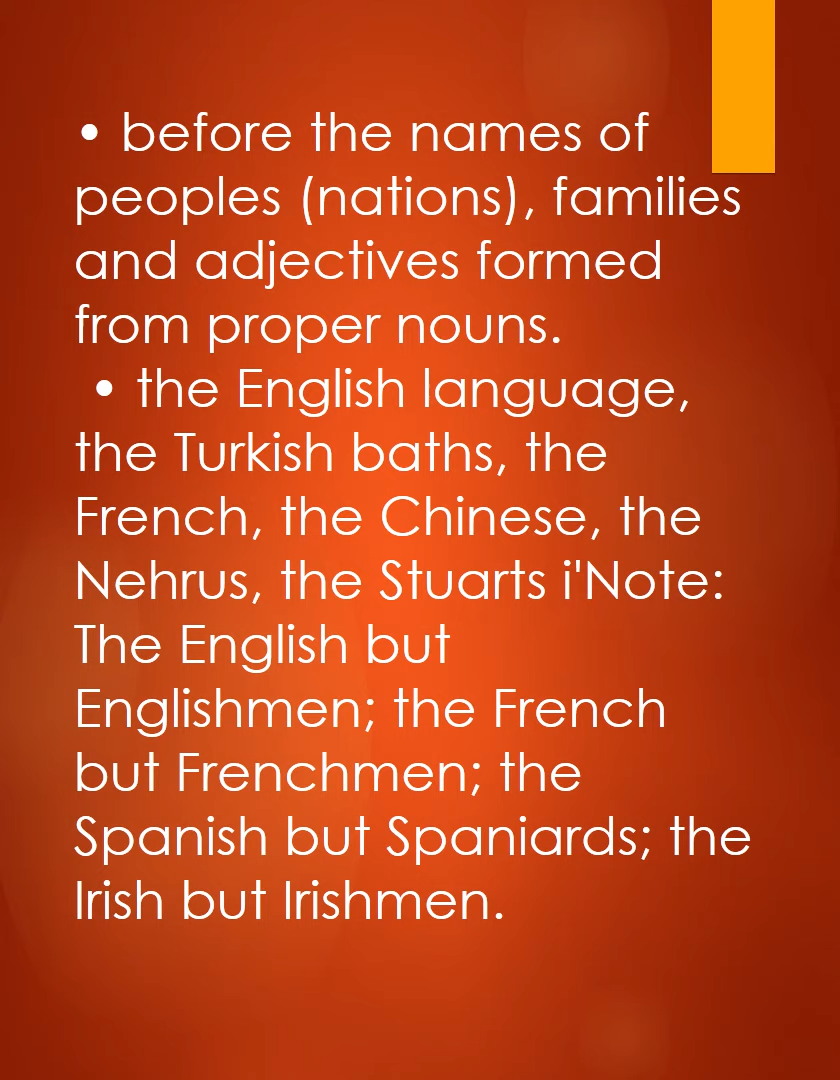 • before the names of
peoples (nations), families
and adjectives formed
from proper nouns.
• the English language,
the Turkish baths, the
French, the Chinese, the
Nehrus, the Stuarts i'Note:
The English but
Englishmen; the French
but Frenchmen; the
Spanish but Spaniards; the
Irish but Irishmen.